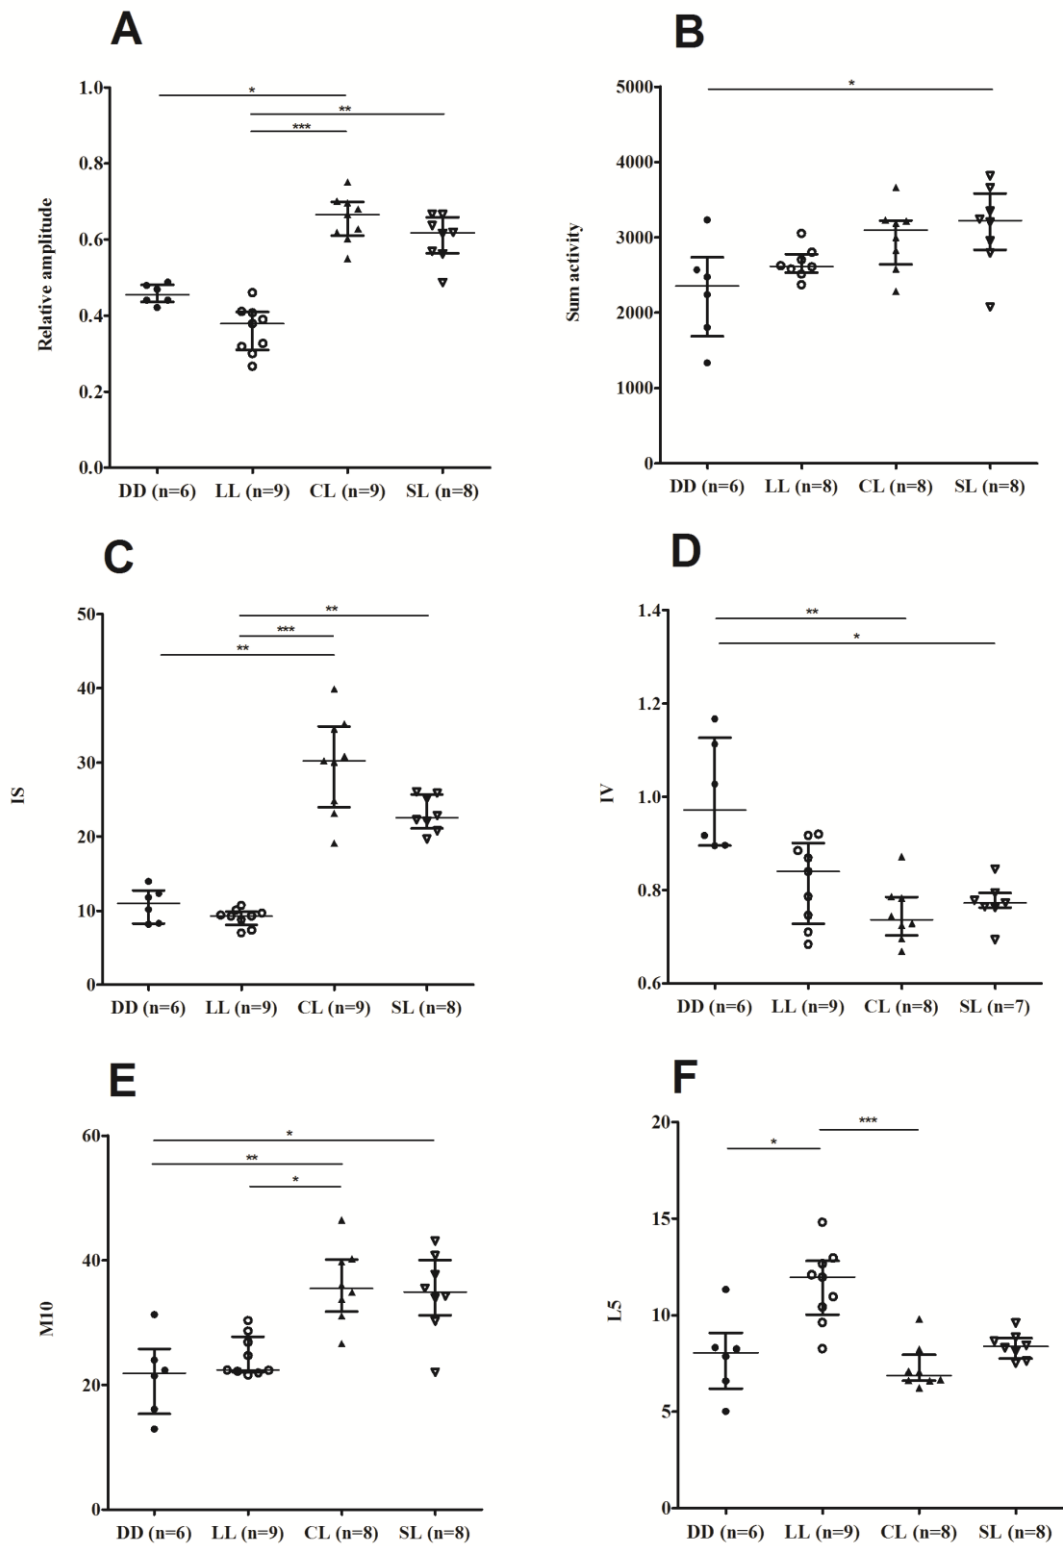 A
B
1.0
0.8
0.6
0.4
0.2
0.0
Relative amplitude
*
**
***
DD (n=6) LL (n=9) CL (n=9) SL (n=8)
5000
4000
3000
2000
1000
0
Sum activity
*
DD (n=6) LL (n=8) CL (n=8) SL (n=8)
C
D
50
40
30
20
10
0
IS
**
***
**
DD (n=6) LL (n=9) CL (n=9) SL (n=8)
1.4
1.2
1.0
0.8
0.6
IV
**
*
DD (n=6) LL (n=9) CL (n=8) SL (n=7)
E
F
60
40
20
0
M10
*
**
*
DD (n=6) LL (n=9) CL (n=8) SL (n=8)
20
15
10
5
0
L5
***
*
DD (n=6) LL (n=9) CL (n=8) SL (n=8)